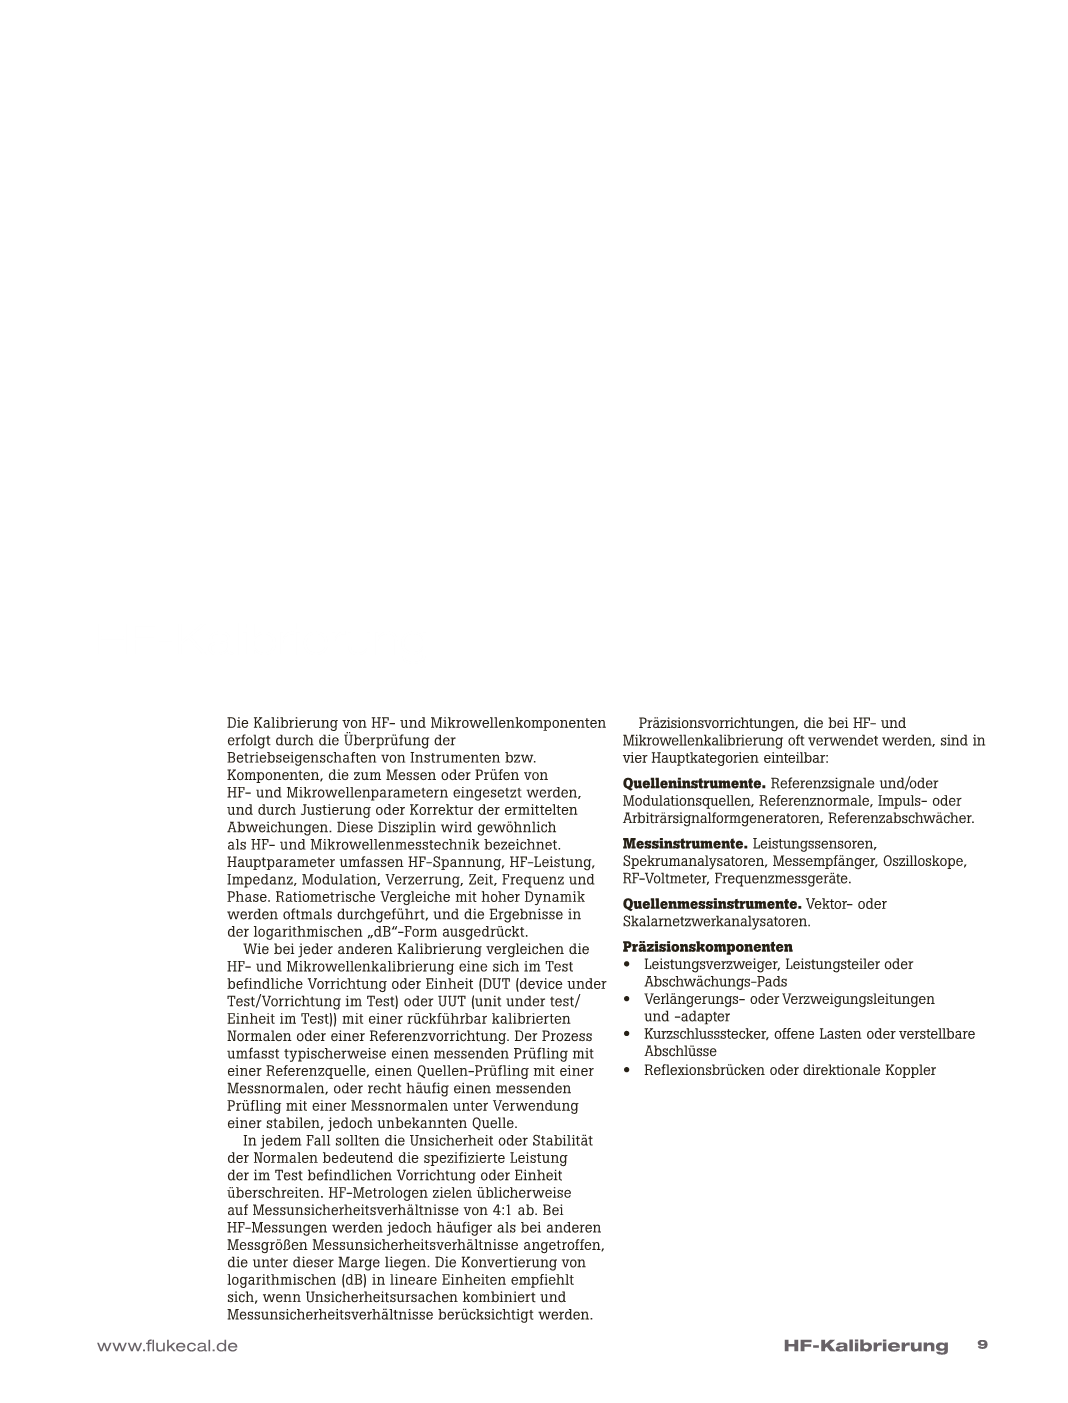 Die Kalibrierung von HF- und Mikrowellenkomponenten
erfolgt durch die Überprüfung der
Betriebseigenschaften von Instrumenten bzw.
Komponenten, die zum Messen oder Prüfen von
HF- und Mikrowellenparametern eingesetzt werden,
und durch Justierung oder Korrektur der ermittelten
Abweichungen. Diese Disziplin wird gewöhnlich
als HF- und Mikrowellenmesstechnik bezeichnet.
Hauptparameter umfassen HF-Spannung, HF-Leistung,
Impedanz, Modulation, Verzerrung, Zeit, Frequenz und
Phase. Ratiometrische Vergleiche mit hoher Dynamik
werden oftmals durchgeführt, und die Ergebnisse in
der logarithmischen „dB“-Form ausgedrückt.
Wie bei jeder anderen Kalibrierung vergleichen die
HF- und Mikrowellenkalibrierung eine sich im Test
befindliche Vorrichtung oder Einheit (DUT (device under
Test/Vorrichtung im Test) oder UUT (unit under test/
Einheit im Test)) mit einer rückführbar kalibrierten
Normalen oder einer Referenzvorrichtung. Der Prozess
umfasst typischerweise einen messenden Prüfling mit
einer Referenzquelle, einen Quellen-Prüfling mit einer
Messnormalen, oder recht häufig einen messenden
Prüfling mit einer Messnormalen unter Verwendung
einer stabilen, jedoch unbekannten Quelle.
In jedem Fall sollten die Unsicherheit oder Stabilität
der Normalen bedeutend die spezifizierte Leistung
der im Test befindlichen Vorrichtung oder Einheit
überschreiten. HF-Metrologen zielen üblicherweise
auf Messunsicherheitsverhältnisse von 4:1 ab. Bei
HF-Messungen werden jedoch häufiger als bei anderen
Messgrößen Messunsicherheitsverhältnisse angetroffen,
die unter dieser Marge liegen. Die Konvertierung von
logarithmischen (dB) in lineare Einheiten empfiehlt
sich, wenn Unsicherheitsursachen kombiniert und
Messunsicherheitsverhältnisse berücksichtigt werden.
Präzisionsvorrichtungen, die bei HF- und
Mikrowellenkalibrierung oft verwendet werden, sind in
vier Hauptkategorien einteilbar:
Quelleninstrumente. Referenzsignale und/oder
Modulationsquellen, Referenznormale, Impuls- oder
Arbiträrsignalformgeneratoren, Referenzabschwächer.
Messinstrumente. Leistungssensoren,
Spekrumanalysatoren, Messempfänger, Oszilloskope,
RF-Voltmeter, Frequenzmessgeräte.
Quellenmessinstrumente. Vektor- oder
Skalarnetzwerkanalysatoren.
Präzisionskomponenten
• Leistungsverzweiger, Leistungsteiler oder
Abschwächungs-Pads
• Verlängerungs- oder Verzweigungsleitungen
und -adapter
• Kurzschlussstecker, offene Lasten oder verstellbare
Abschlüsse
• Reflexionsbrücken oder direktionale Koppler
www.flukecal.de
HF-Kalibrierung 9